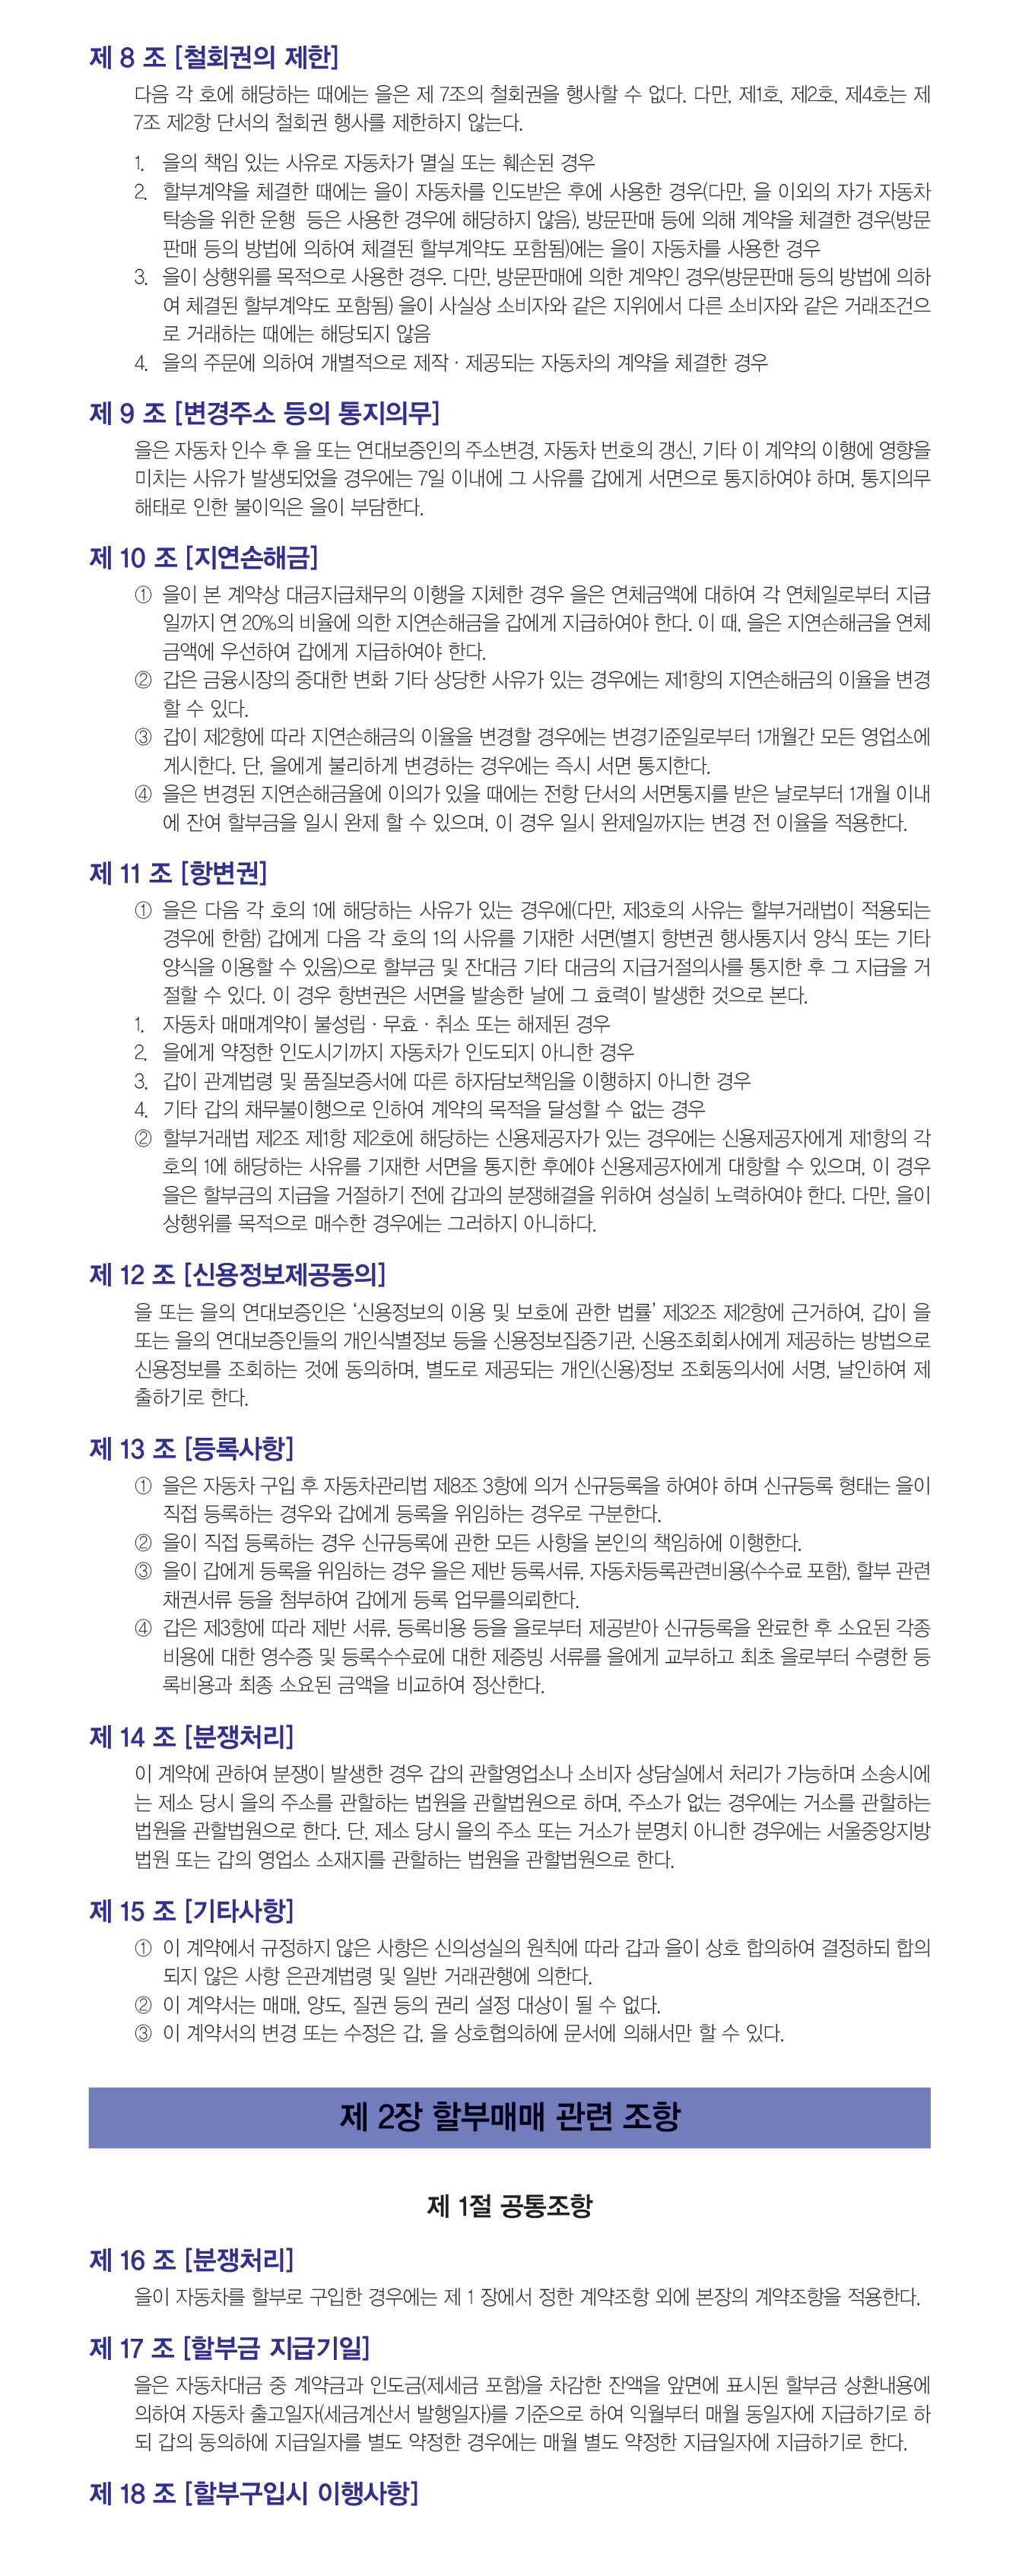 제 8 조 [철회권의 제한]
다음 각 호에 해당하는 때에는 을은 제 7조의 철회권을 행사할 수 없다. 다만, 제1호, 제2호, 제4호는 제
7조 제2항 단서의 철회권 행사를 제한하지 않는다.
1. 을의 책임 있는 사유로 자동차가 멸실 또는 훼손된 경우
2. 할부계약을 체결한 때에는 을이 자동차를 인도받은 후에 사용한 경우(다만, 을 이외의 자가 자동차
탁송을 위한 운행 등은 사용한 경우에 해당하지 않음), 방문판매 등에 의해 계약을 체결한 경우(방문
판매 등의 방법에 의하여 체결된 할부계약도 포함됨)에는 을이 자동차를 사용한 경우
3. 을이 상행위를 목적으로 사용한 경우. 다만, 방문판매에 의한 계약인 경우(방문판매 등의 방법에 의하
여 체결된 할부계약도 포함됨) 을이 사실상 소비자와 같은 지위에서 다른 소비자와 같은 거래조건으
로 거래하는 때에는 해당되지 않음
4. 을의 주문에 의하여 개별적으로 제작 · 제공되는 자동차의 계약을 체결한 경우
제 9 조 [변경주소 등의 통지의무]
을은 자동차 인수 후 을 또는 연대보증인의 주소변경, 자동차 번호의 갱신, 기타 이 계약의 이행에 영향을
미치는 사유가 발생되었을 경우에는 7일 이내에 그 사유를 갑에게 서면으로 통지하여야 하며, 통지의무
해태로 인한 불이익은 을이 부담한다.
제 10 조 [지연손해금]
① 을이 본 계약상 대금지급채무의 이행을 지체한 경우 을은 연체금액에 대하여 각 연체일로부터 지급
일까지 연 20%의 비율에 의한 지연손해금을 갑에게 지급하여야 한다. 이 때, 을은 지연손해금을 연체
금액에 우선하여 갑에게 지급하여야 한다.
② 갑은 금융시장의 중대한 변화 기타 상당한 사유가 있는 경우에는 제1항의 지연손해금의 이율을 변경
할 수 있다.
③ 갑이 제2항에 따라 지연손해금의 이율을 변경할 경우에는 변경기준일로부터 1개월간 모든 영업소에
게시한다. 단, 을에게 불리하게 변경하는 경우에는 즉시 서면 통지한다.
④ 을은 변경된 지연손해금율에 이의가 있을 때에는 전항 단서의 서면통지를 받은 날로부터 1개월 이내
에 잔여 할부금을 일시 완제 할 수 있으며, 이 경우 일시 완제일까지는 변경 전 이율을 적용한다.
제 11 조 [항변권]
① 을은 다음 각 호의 1에 해당하는 사유가 있는 경우에(다만, 제3호의 사유는 할부거래법이 적용되는
경우에 한함) 갑에게 다음 각 호의 1의 사유를 기재한 서면(별지 항변권 행사통지서 양식 또는 기타
양식을 이용할 수 있음)으로 할부금 및 잔대금 기타 대금의 지급거절의사를 통지한 후 그 지급을 거
절할 수 있다. 이 경우 항변권은 서면을 발송한 날에 그 효력이 발생한 것으로 본다.
1. 자동차 매매계약이 불성립 · 무효 · 취소 또는 해제된 경우
2. 을에게 약정한 인도시기까지 자동차가 인도되지 아니한 경우
3. 갑이 관계법령 및 품질보증서에 따른 하자담보책임을 이행하지 아니한 경우
4. 기타 갑의 채무불이행으로 인하여 계약의 목적을 달성할 수 없는 경우
② 할부거래법 제2조 제1항 제2호에 해당하는 신용제공자가 있는 경우에는 신용제공자에게 제1항의 각
호의 1에 해당하는 사유를 기재한 서면을 통지한 후에야 신용제공자에게 대항할 수 있으며, 이 경우
을은 할부금의 지급을 거절하기 전에 갑과의 분쟁해결을 위하여 성실히 노력하여야 한다. 다만, 을이
상행위를 목적으로 매수한 경우에는 그러하지 아니하다.
제 12 조 [신용정보제공동의]
을 또는 을의 연대보증인은 ‘신용정보의 이용 및 보호에 관한 법률’ 제32조 제2항에 근거하여, 갑이 을
또는 을의 연대보증인들의 개인식별정보 등을 신용정보집중기관, 신용조회회사에게 제공하는 방법으로
신용정보를 조회하는 것에 동의하며, 별도로 제공되는 개인(신용)정보 조회동의서에 서명, 날인하여 제
출하기로 한다.
제 13 조 [등록사항]
① 을은 자동차 구입 후 자동차관리법 제8조 3항에 의거 신규등록을 하여야 하며 신규등록 형태는 을이
직접 등록하는 경우와 갑에게 등록을 위임하는 경우로 구분한다.
② 을이 직접 등록하는 경우 신규등록에 관한 모든 사항을 본인의 책임하에 이행한다.
③ 을이 갑에게 등록을 위임하는 경우 을은 제반 등록서류, 자동차등록관련비용(수수료 포함), 할부 관련
채권서류 등을 첨부하여 갑에게 등록 업무를의뢰한다.
④ 갑은 제3항에 따라 제반 서류, 등록비용 등을 을로부터 제공받아 신규등록을 완료한 후 소요된 각종
비용에 대한 영수증 및 등록수수료에 대한 제증빙 서류를 을에게 교부하고 최초 을로부터 수령한 등
록비용과 최종 소요된 금액을 비교하여 정산한다.
제 14 조 [분쟁처리]
이 계약에 관하여 분쟁이 발생한 경우 갑의 관할영업소나 소비자 상담실에서 처리가 가능하며 소송시에
는 제소 당시 을의 주소를 관할하는 법원을 관할법원으로 하며, 주소가 없는 경우에는 거소를 관할하는
법원을 관할법원으로 한다. 단, 제소 당시 을의 주소 또는 거소가 분명치 아니한 경우에는 서울중앙지방
법원 또는 갑의 영업소 소재지를 관할하는 법원을 관할법원으로 한다.
제 15 조 [기타사항]
① 이 계약에서 규정하지 않은 사항은 신의성실의 원칙에 따라 갑과 을이 상호 합의하여 결정하되 합의
되지 않은 사항 은관계법령 및 일반 거래관행에 의한다.
② 이 계약서는 매매, 양도, 질권 등의 권리 설정 대상이 될 수 없다.
③ 이 계약서의 변경 또는 수정은 갑, 을 상호협의하에 문서에 의해서만 할 수 있다.
제 2장 할부매매 관련 조항
제 1절 공통조항
제 16 조 [분쟁처리]
을이 자동차를 할부로 구입한 경우에는 제 1 장에서 정한 계약조항 외에 본장의 계약조항을 적용한다.
제 17 조 [할부금 지급기일]
을은 자동차대금 중 계약금과 인도금(제세금 포함)을 차감한 잔액을 앞면에 표시된 할부금 상환내용에
의하여 자동차 출고일자(세금계산서 발행일자)를 기준으로 하여 익월부터 매월 동일자에 지급하기로 하
되 갑의 동의하에 지급일자를 별도 약정한 경우에는 매월 별도 약정한 지급일자에 지급하기로 한다.
제 18 조 [할부구입시 이행사항]